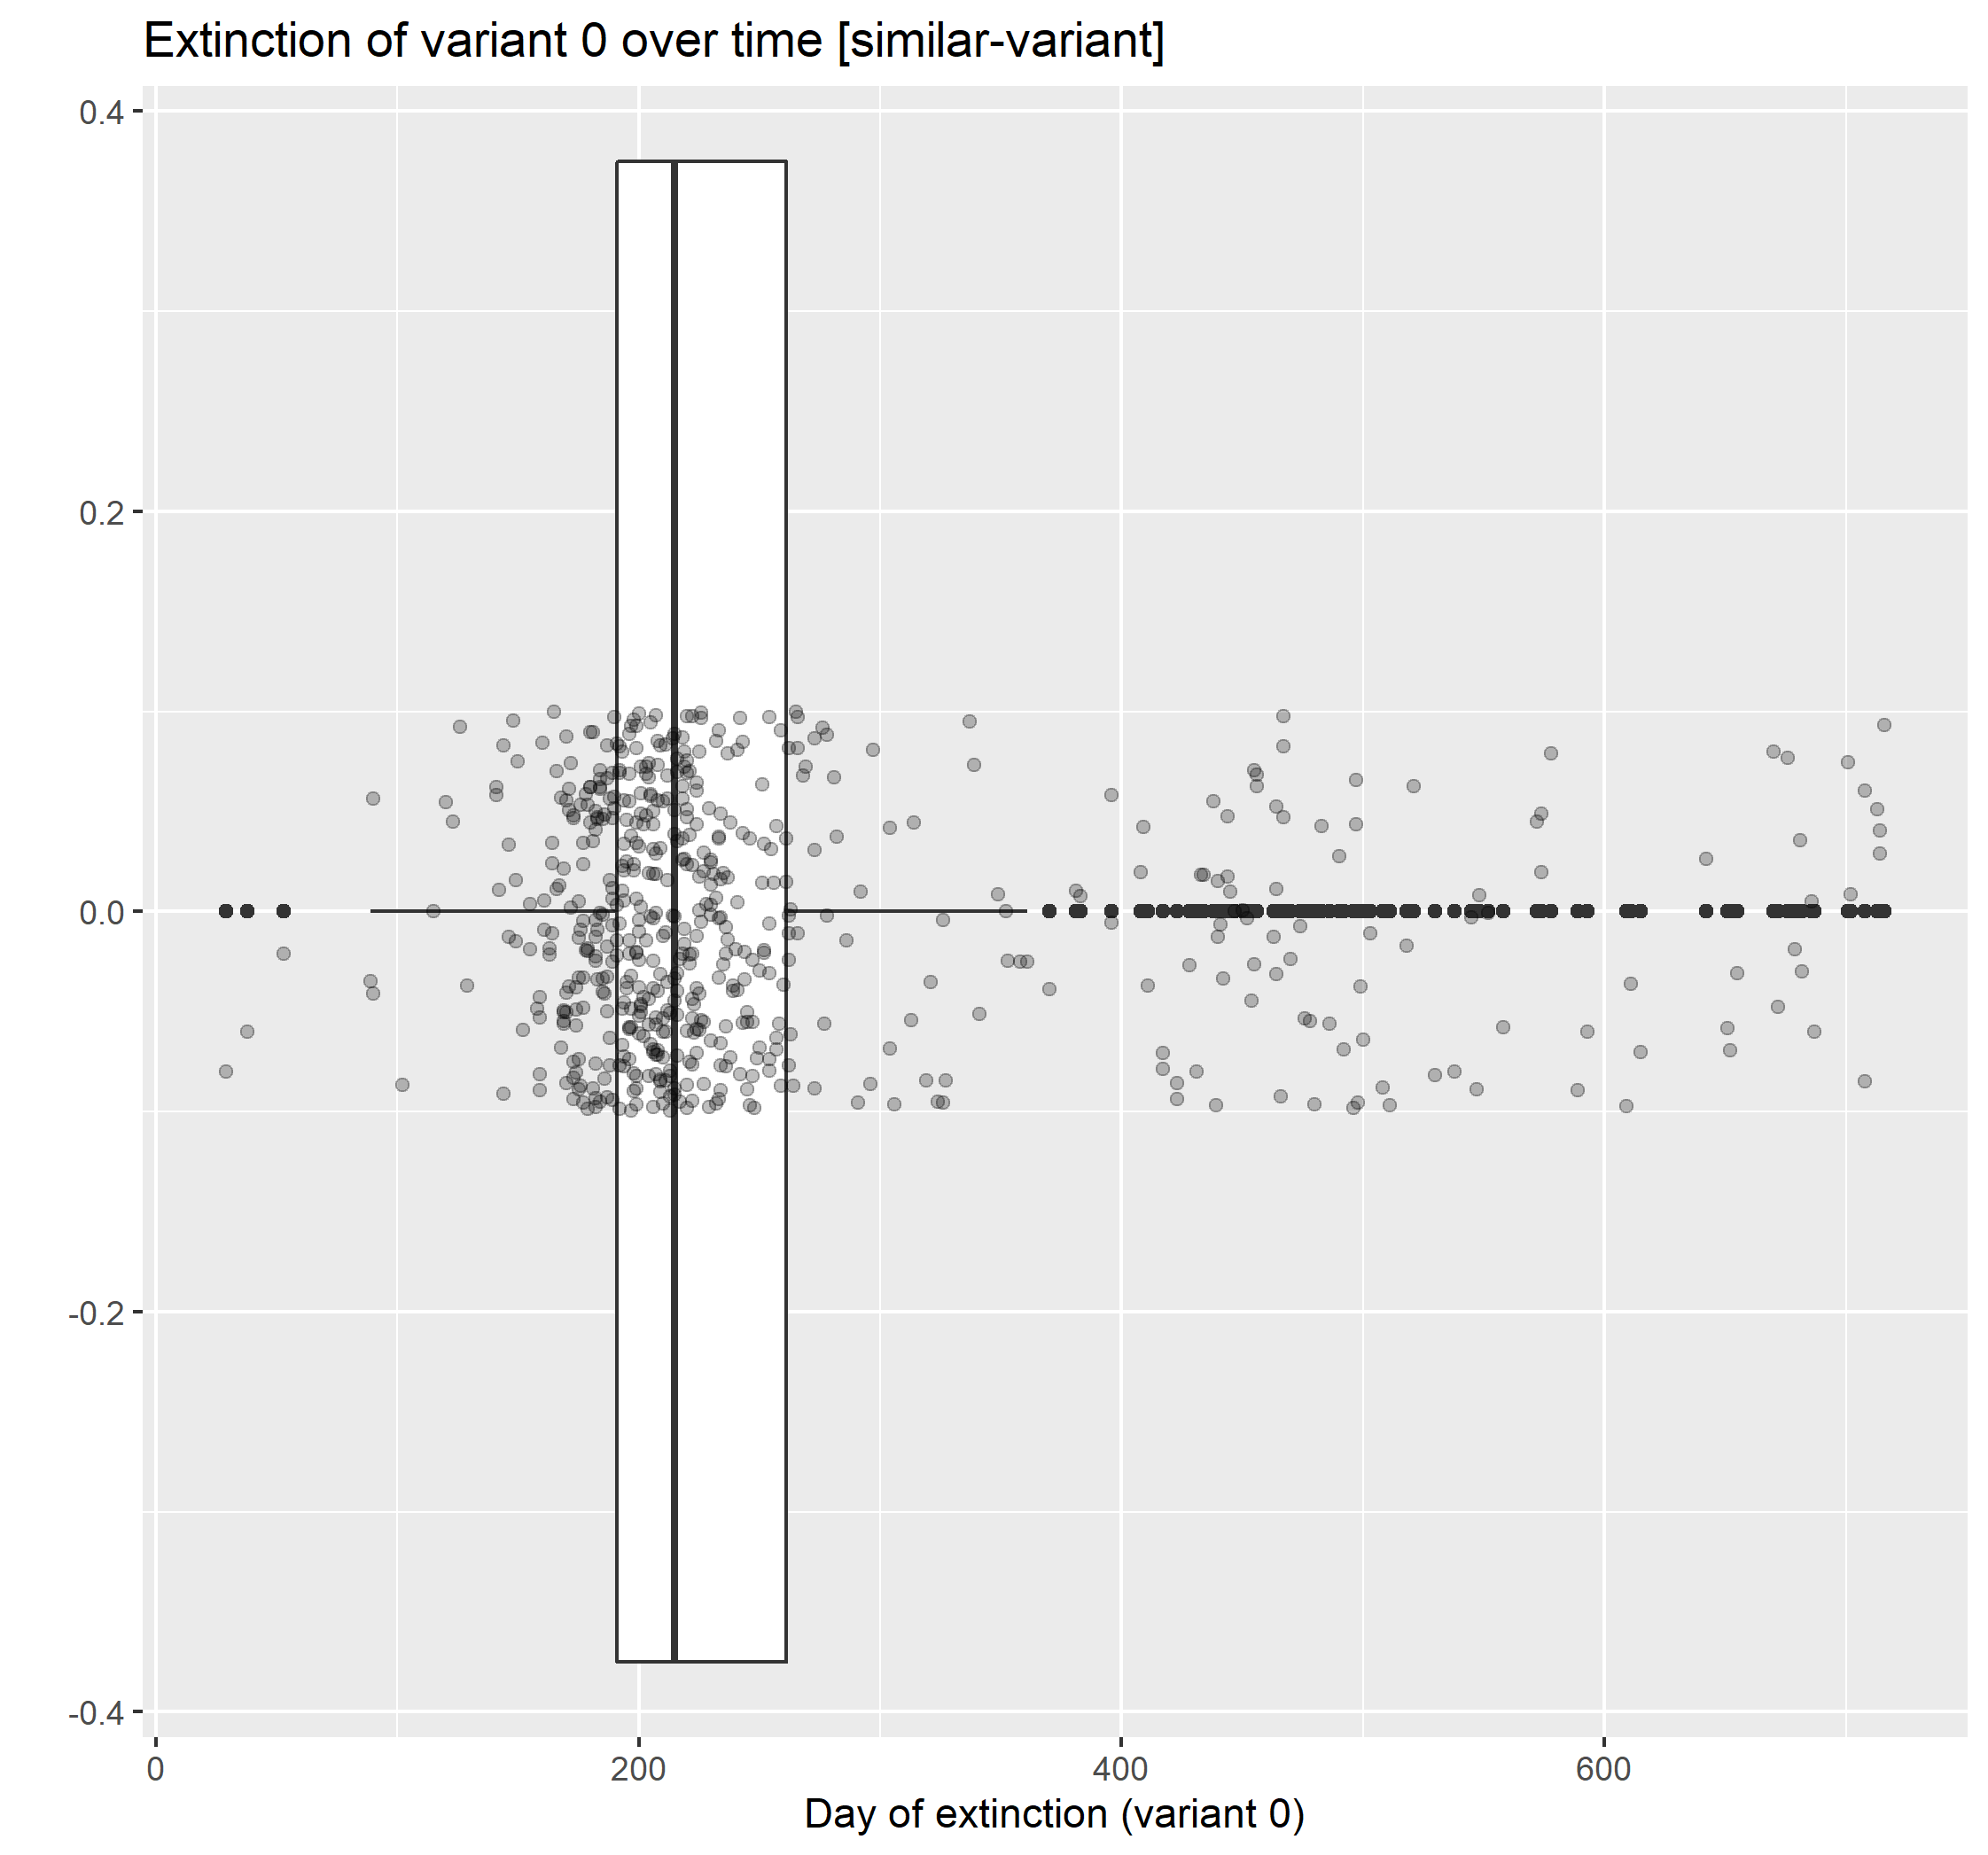 Extinction of variant 0 over time [similar-variant]
0.4
0.2
0.0
-0.2
-0.4
0 200 400 600
Day of extinction (variant 0)